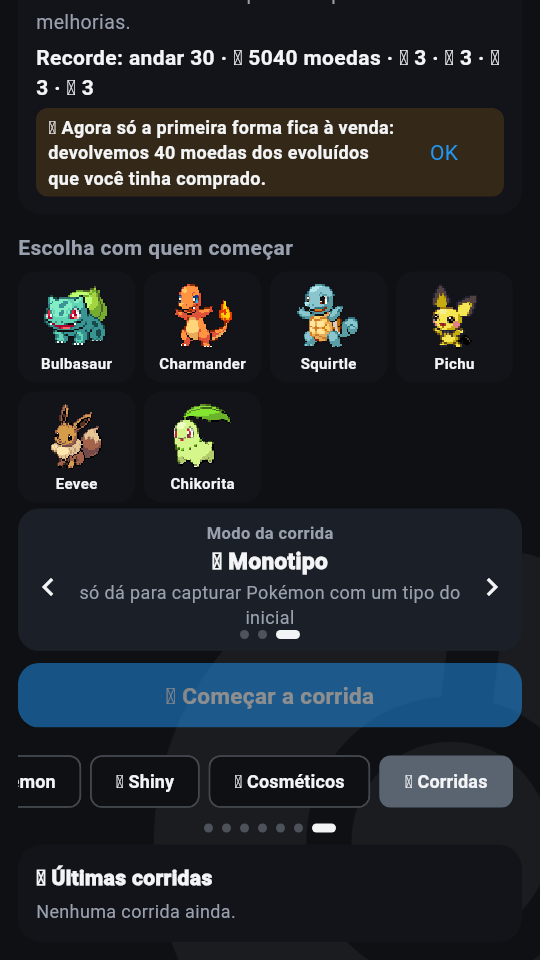 melhorias.
Recorde: andar 30 · 5040 moedas · 3 · 3 ·
3 · 3
Agora só a primeira forma fica à venda:
devolvemos 40 moedas dos evoluídos
que você tinha comprado.
OK
Escolha com quem começar
Bulbasaur
Charmander
Squirtle
Pichu
Eevee
Chikorita
Modo da corrida
Monotipo
só dá para capturar Pokémon com um tipo do
inicial
Começar a corrida
emon
Shiny
Cosméticos
Corridas
Últimas corridas
Nenhuma corrida ainda.